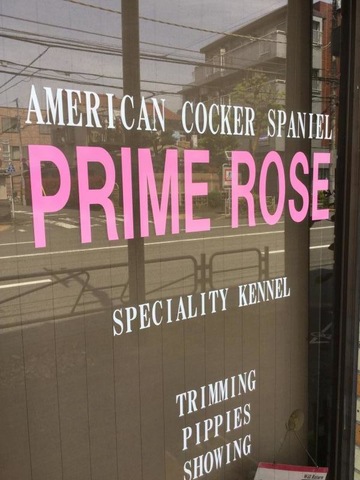 AMERICAN COCKER SPANIEL
PRIME ROSE
SPECIALITY KENNEL
TRIMMING
PIPPIES
SHOWING